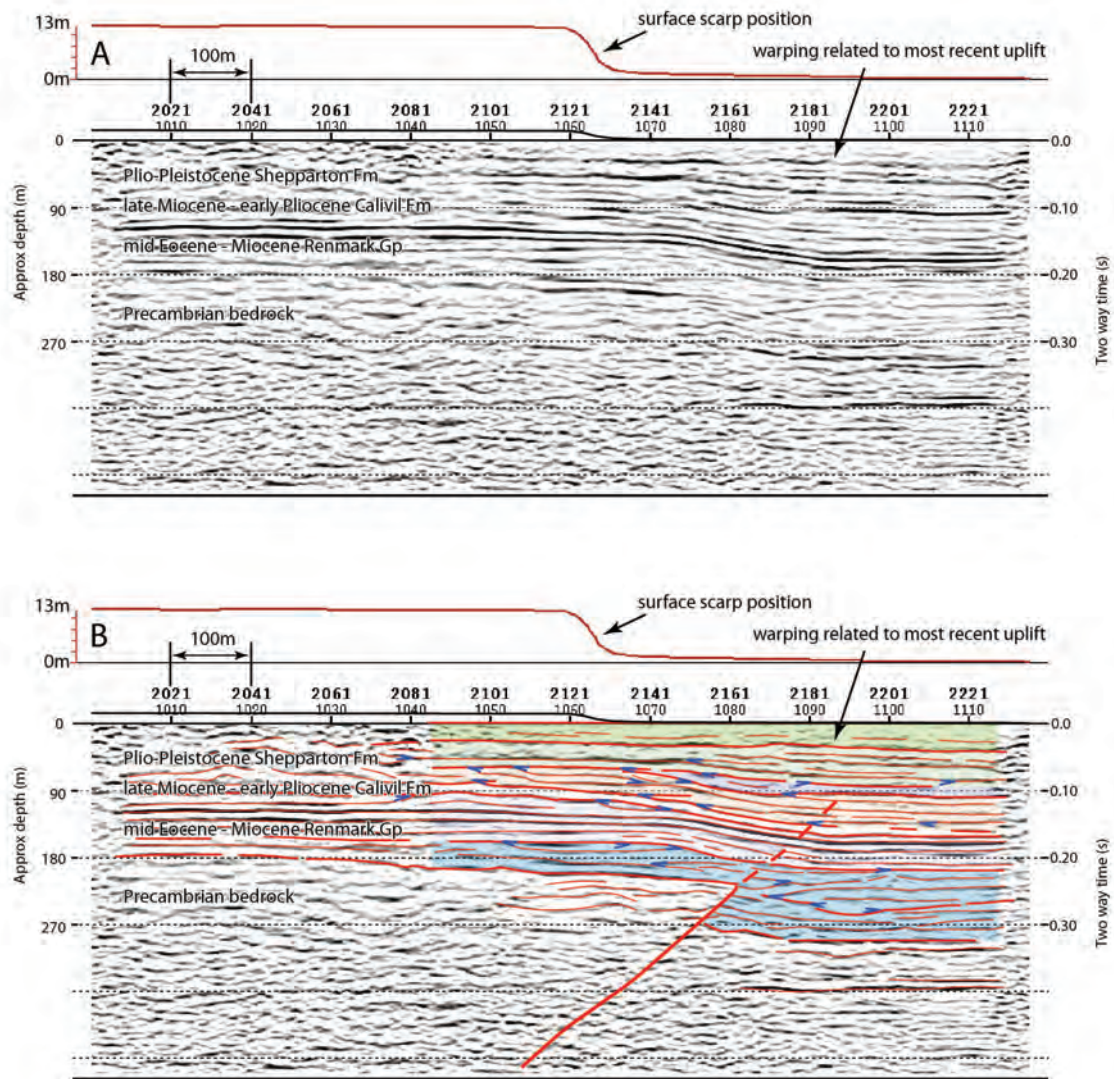 13m
surface scarp position
A
100m
warping related to most recent uplift
0m
2021 2041 2061 2081 2101 2121 2141 2161 2181 2201 2221
1010 1020 1030 1040 1050 1060 1070 1080 1090 1100 1110
0 0.0
Plio-Pleistocene Shepparton Fm
90 late Miocene - early Pliocene Calivil Fm 0.10
mid Eocene - Miocene Renmark Gp
180 0.20
Precambrian bedrock
270 0.30
Approx depth (m)
Two way time (s)
13m
surface scarp position
B
100m
warping related to most recent uplift
0m
2021 2041 2061 2081 2101 2121 2141 2161 2181 2201 2221
1010 1020 1030 1040 1050 1060 1070 1080 1090 1100 1110
0 0.0
Plio-Pleistocene Shepparton Fm
90 late Miocene - early Pliocene Calivil Fm 0.10
mid Eocene - Miocene Renmark Gp
180 0.20
Precambrian bedrock
270 0.30
Approx depth (m)
Two way time (s)